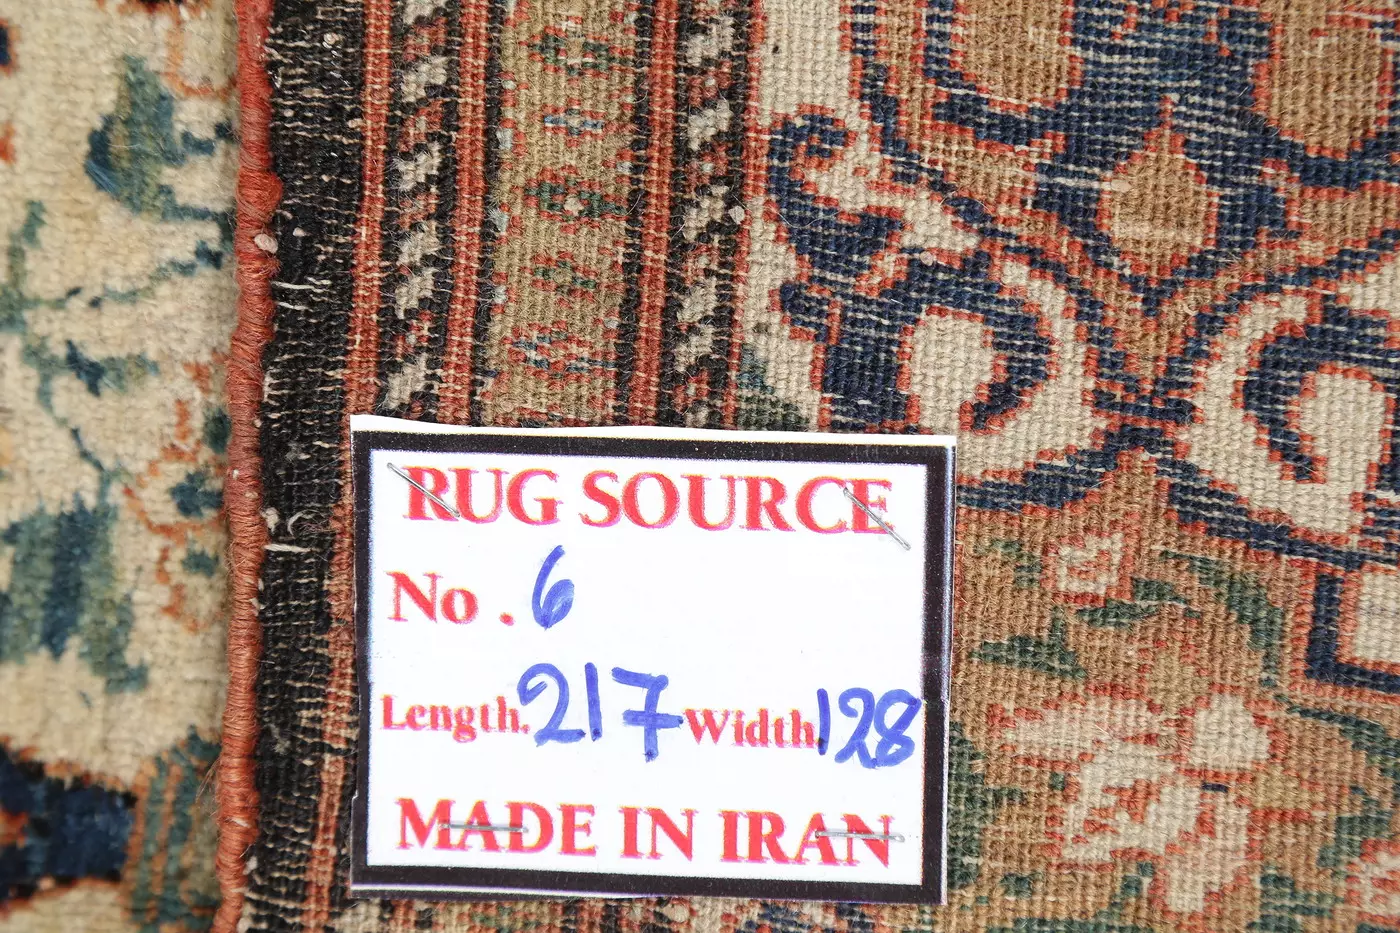 RUG SOURCE
No. 6
Length. 217 Width. 128
MADE IN IRAN